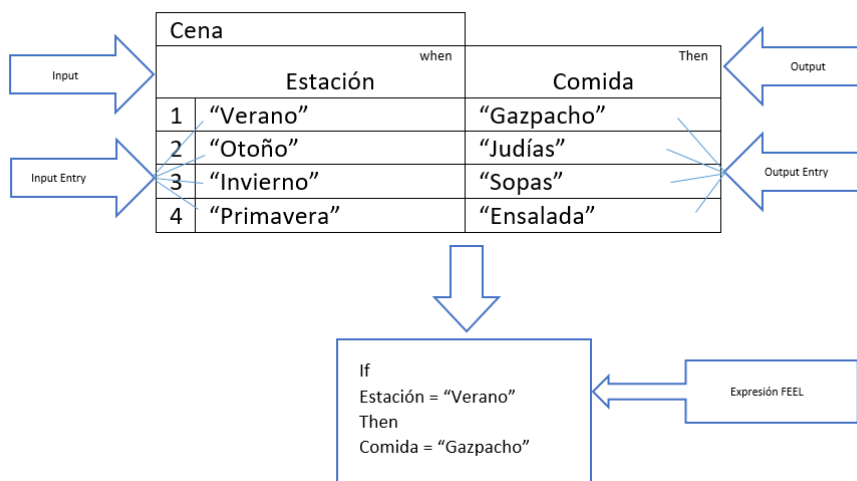 Cena
when
Then
Input
Estación
Comida
Output
1 “Verano” “Gazpacho”
2 “Otoño” “Judías”
Input Entry
3 “Invierno” “Sopas”
Output Entry
4 “Primavera” “Ensalada”
If
Estación = “Verano”
Then
Comida = “Gazpacho”
Expresión FEEL